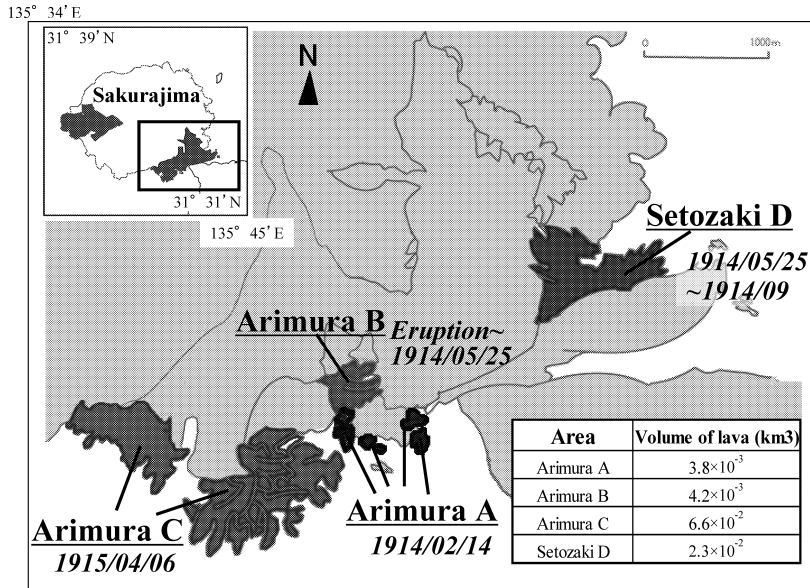 135° 34’E
31° 39’N
Sakurajima
31° 31’N
135° 45’E
N
0 1000m
Setozaki D
1914/05/25
~1914/09
Arimura B
Eruption~
1914/05/25
Arimura C
1915/04/06
Arimura A
1914/02/14
Area Volume of lava (km3)
Arimura A 3.8×10⁻³
Arimura B 4.2×10⁻³
Arimura C 6.6×10⁻²
Setozaki D 2.3×10⁻²